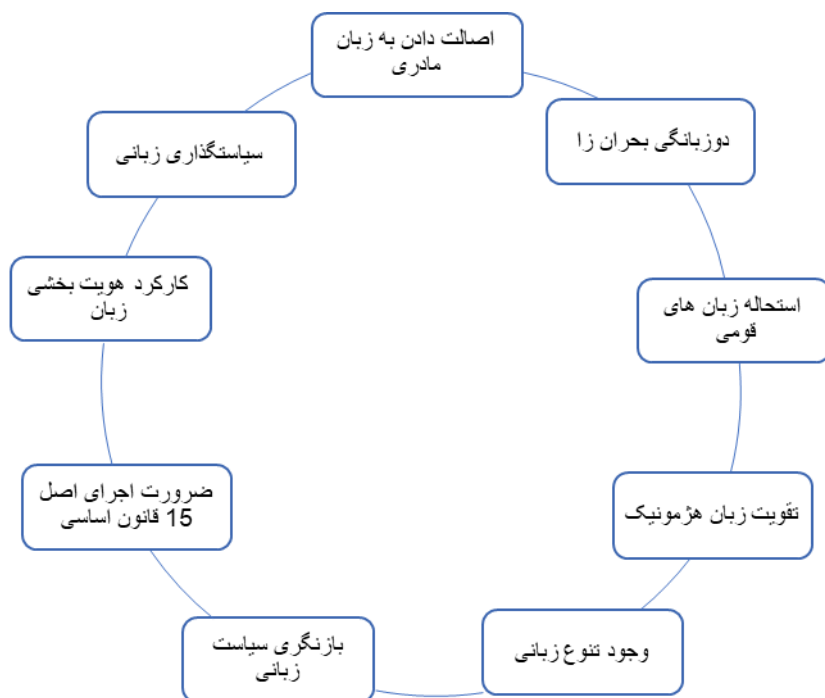 اصالت دادن به زبان
مادری
دوزبانگی بحران زا
استحاله زبان های
قومی
تقویت زبان هژمونیک
وجود تنوع زبانی
بازنگری سیاست
زبانی
ضرورت اجرای اصل
15 قانون اساسی
کارکرد هویت بخشی
زبان
سیاستگذاری زبانی